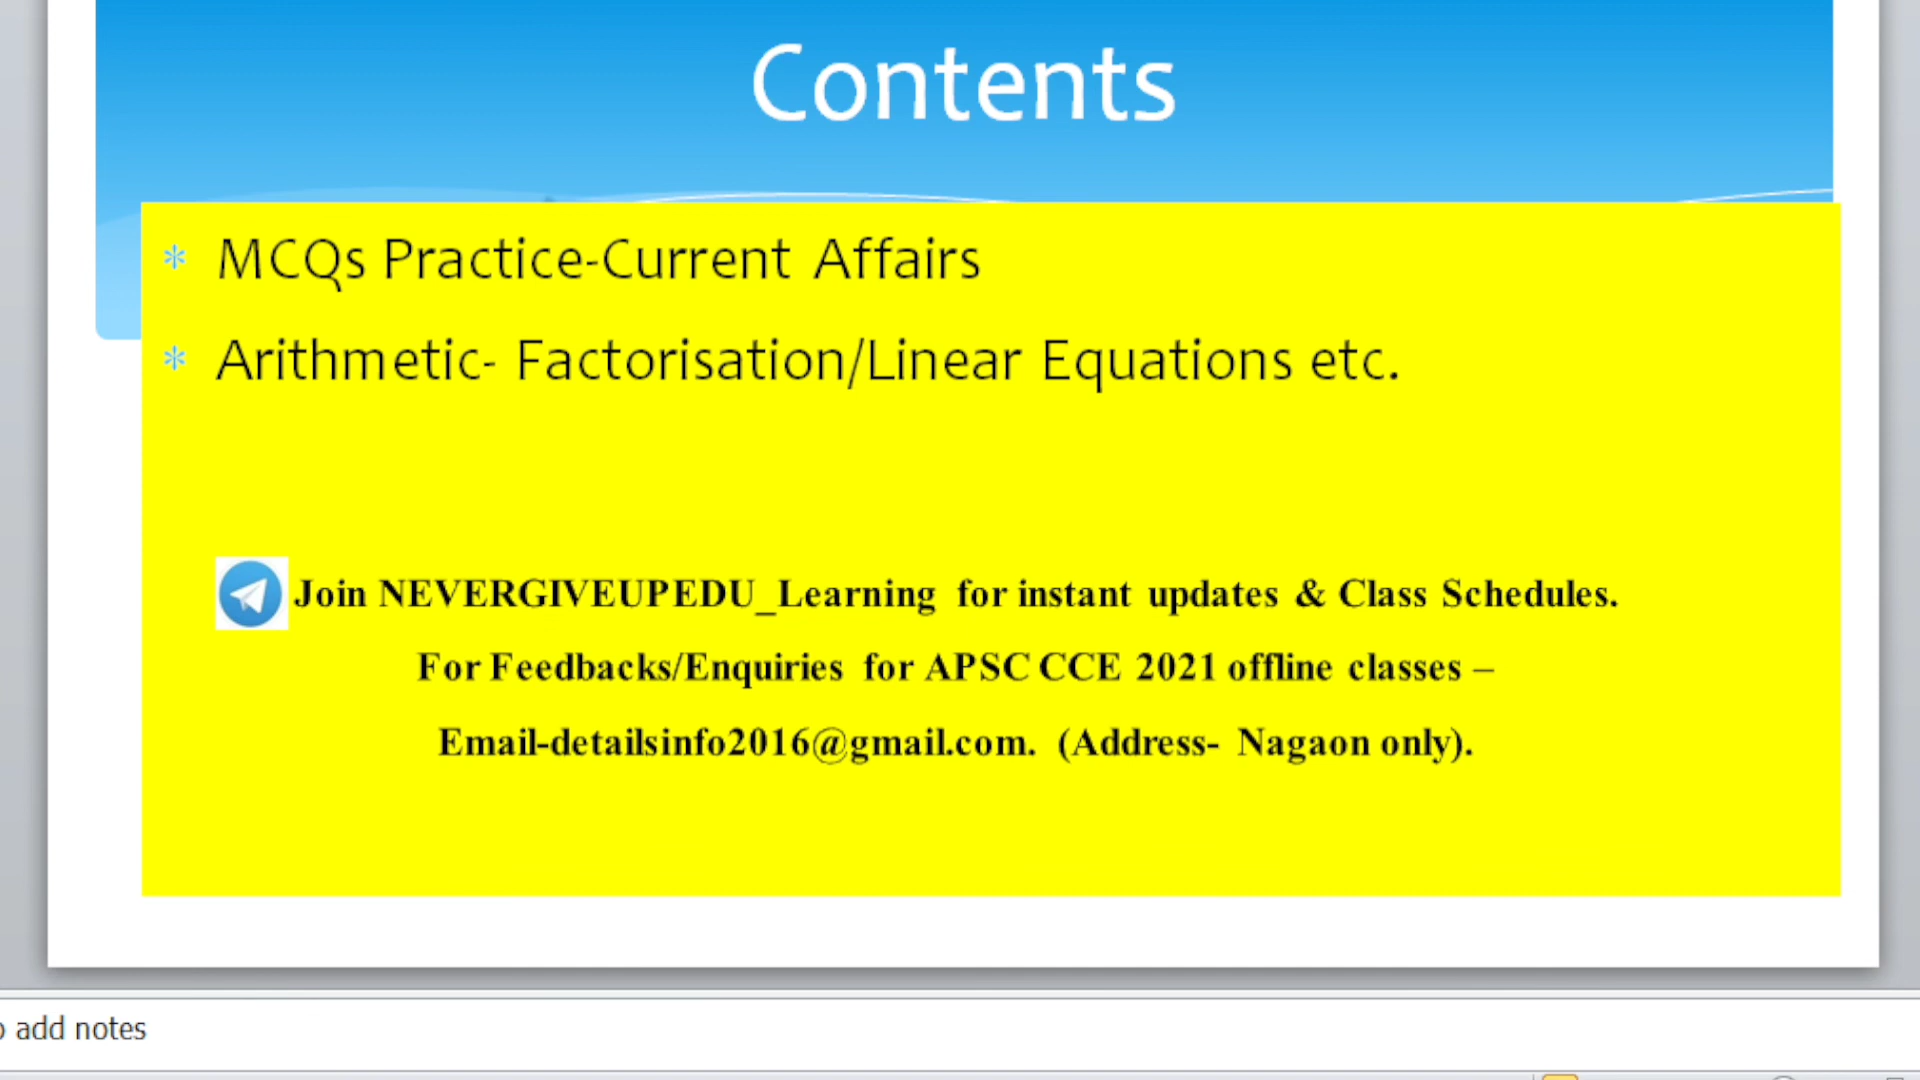 Contents
* MCQs Practice-Current Affairs
* Arithmetic- Factorisation/Linear Equations etc.
Join NEVERGIVEUPEDU_Learning for instant updates & Class Schedules.
For Feedbacks/Enquiries for APSC CCE 2021 offline classes –
Email-detailsinfo2016@gmail.com. (Address- Nagaon only).
add notes